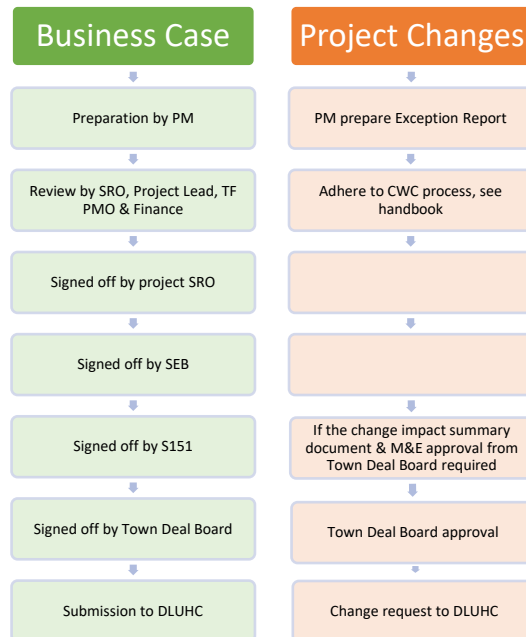 Business Case
Preparation by PM
Review by SRO, Project Lead, TF
PMO & Finance
Signed off by project SRO
Signed off by SEB
Signed off by S151
Signed off by Town Deal Board
Submission to DLUHC
Project Changes
PM prepare Exception Report
Adhere to CWC process, see
handbook
If the change impact summary
document & M&E approval from
Town Deal Board required
Town Deal Board approval
Change request to DLUHC